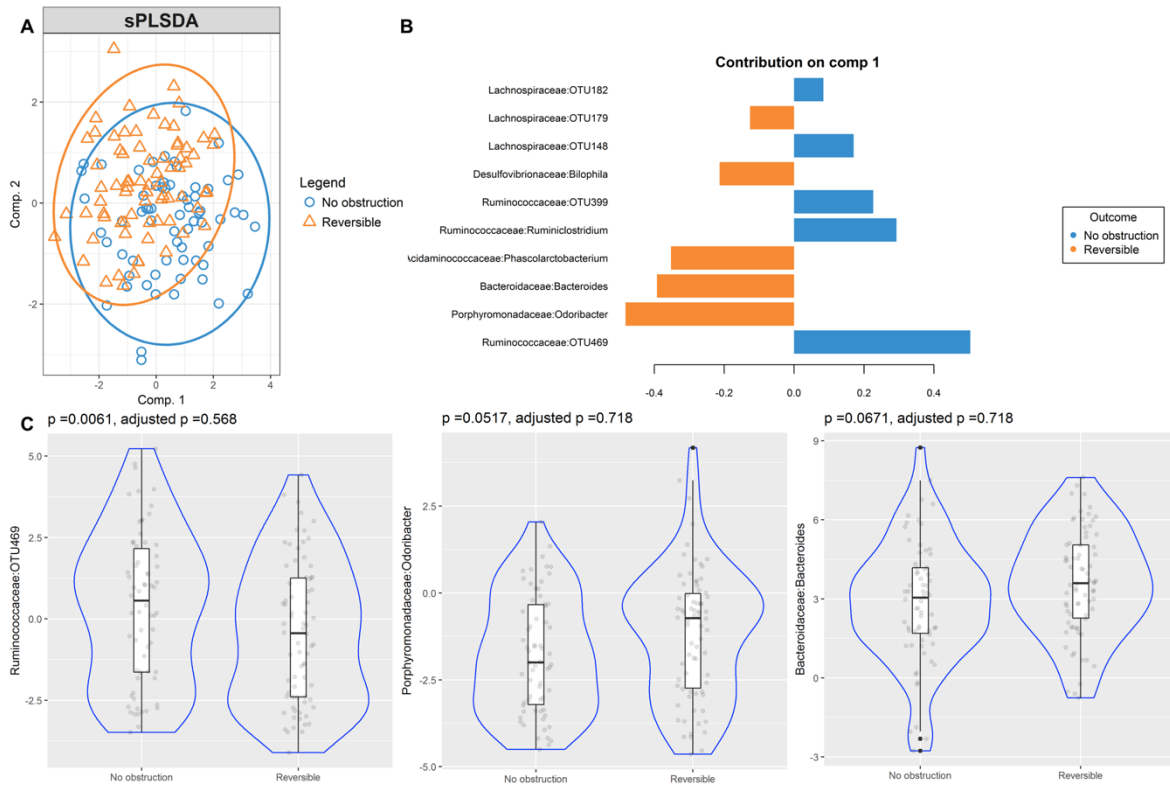 A
sPLSDA
Comp. 2
2
0
-2
-2
0
2
4
Comp. 1
Legend
No obstruction
Reversible
B
Contribution on comp 1
Lachnospiraceae:OTU182
Lachnospiraceae:OTU179
Lachnospiraceae:OTU148
Desulfovibrionaceae:Bilophila
Ruminococcaceae:OTU399
Ruminococcaceae:Ruminiclostridium
Acidaminococcaceae:Phascolarctobacterium
Bacteroidaceae:Bacteroides
Porphyromonadaceae:Odoribacter
Ruminococcaceae:OTU469
-0.4
-0.2
0.0
0.2
0.4
Outcome
No obstruction
Reversible
C
p =0.0061, adjusted p =0.568
Ruminococcaceae:OTU469
5.0
2.5
0.0
-2.5
No obstruction
Reversible
p =0.0517, adjusted p =0.718
Porphyromonadaceae:Odoribacter
2.5
0.0
-2.5
-5.0
No obstruction
Reversible
p =0.0671, adjusted p =0.718
Bacteroidaceae:Bacteroides
9
6
3
0
-3
No obstruction
Reversible